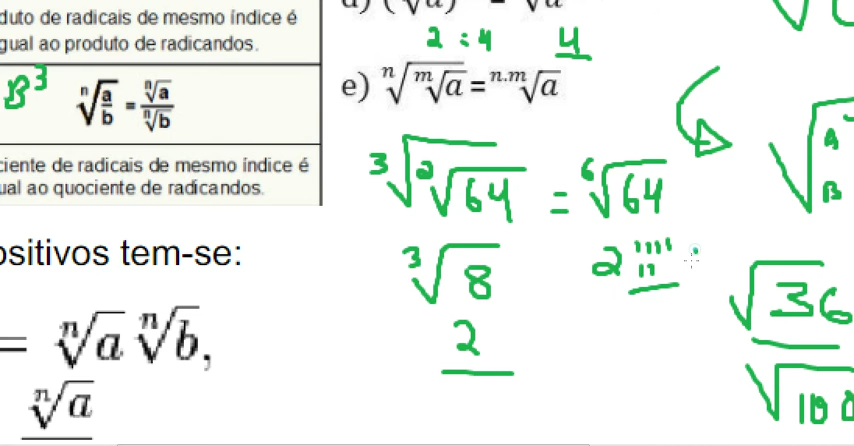 duto de radicais de mesmo índice é
gual ao produto de radicandos.
B³ ⁿ√(a/b) = ⁿ√a / ⁿ√b
ciente de radicais de mesmo índice é
ual ao quociente de radicandos.
ositivos tem-se:
= ⁿ√a ⁿ√b,
ⁿ√a
2 : 4 4
e) ⁿ√(ᵐ√a) = ⁿ·ᵐ√a
³√(²√64) = ⁶√64
³√8 2
2
√ A
B
√36
√100